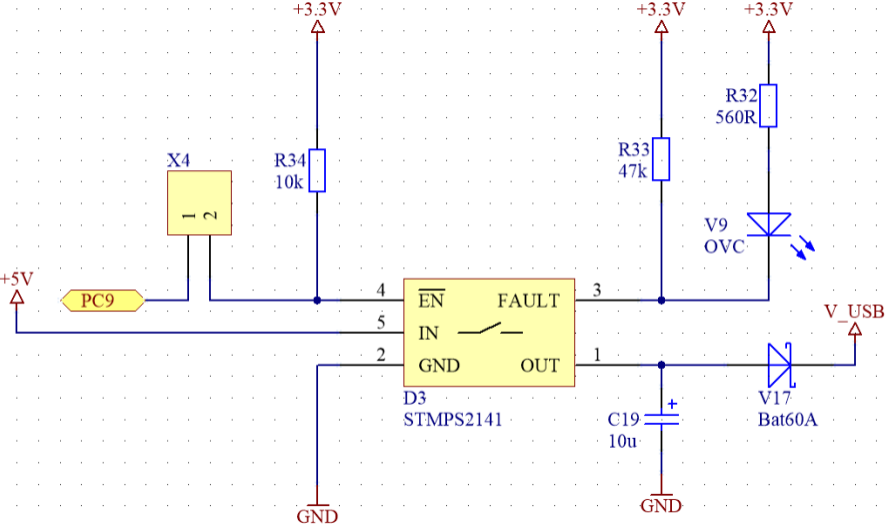 +3.3V
+3.3V
+3.3V
R32
560R
X4
R34
10k
R33
47k
1
2
V9
OVC
+5V
PC9
4
EN
FAULT
3
5
IN
V_USB
2
GND
OUT
1
D3
STMPS2141
V17
Bat60A
C19
+
10u
GND
GND